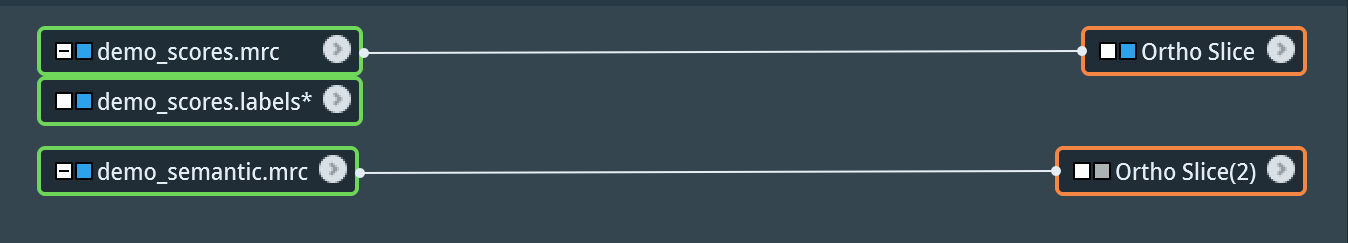 demo_scores.mrc
Ortho Slice
demo_scores.labels*
demo_semantic.mrc
Ortho Slice(2)